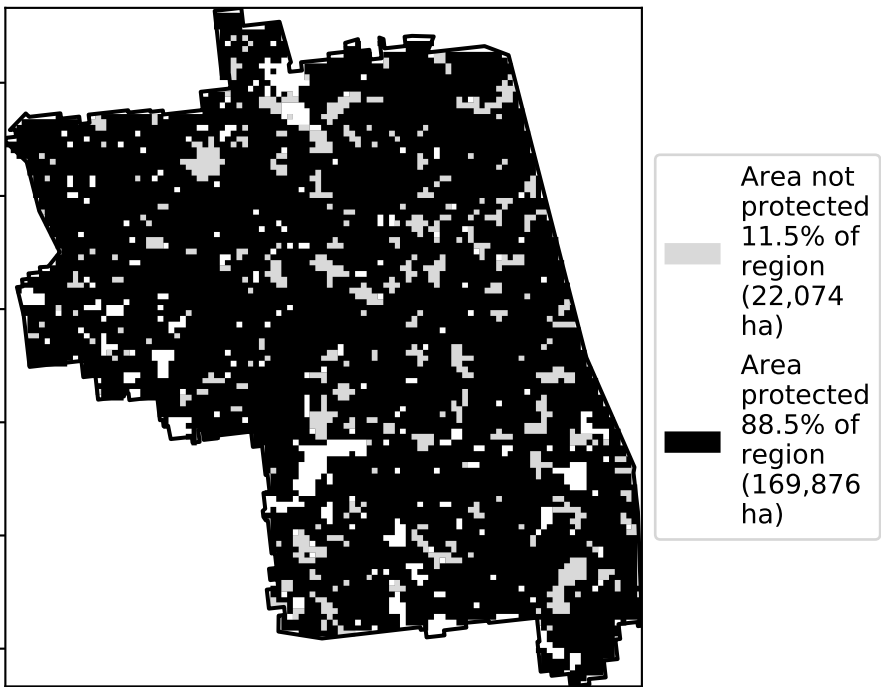 Area not
protected
11.5% of
region
(22,074
ha)
Area
protected
88.5% of
region
(169,876
ha)